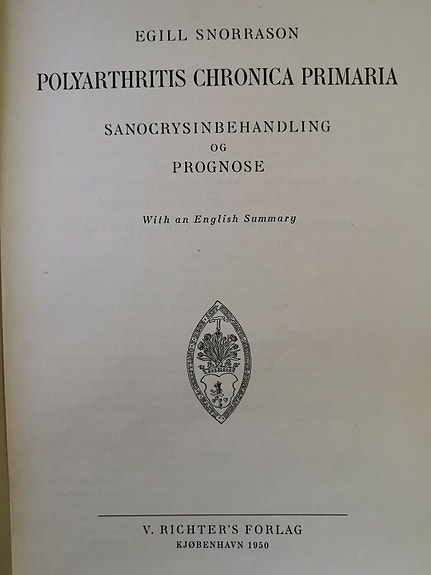 EGILL SNORRASON
POLYARTHRITIS CHRONICA PRIMARIA
SANOCRYSINBEHANDLING
OG
PROGNOSE
With an English Summary
V. RICHTER'S FORLAG
KJØBENHAVN 1950